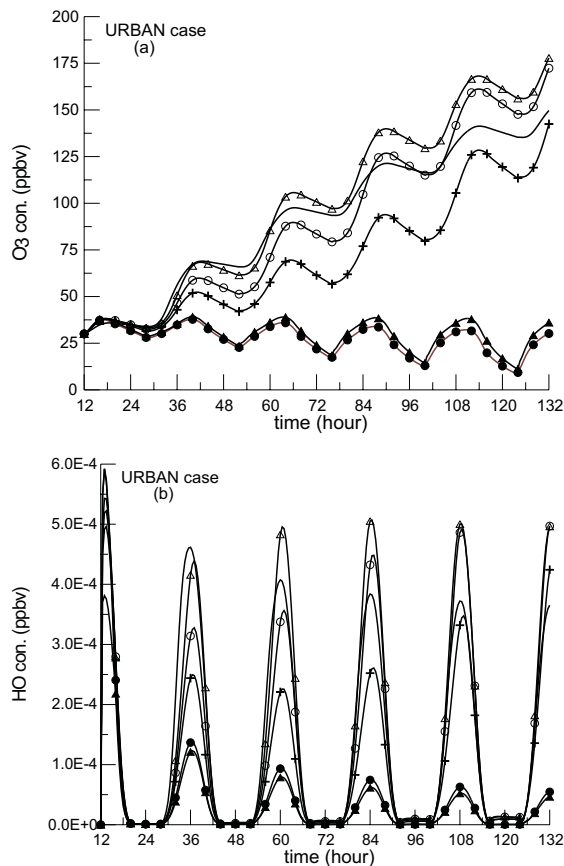 200
URBAN case
(a)
175
150
125
100
75
50
25
0
O3 con. (ppbv)
12 24 36 48 60 72 84 96 108 120 132
time (hour)
6.0E-4
URBAN case
(b)
5.0E-4
4.0E-4
3.0E-4
2.0E-4
1.0E-4
0.0E+0
HO con. (ppbv)
12 24 36 48 60 72 84 96 108 120 132
time (hour)